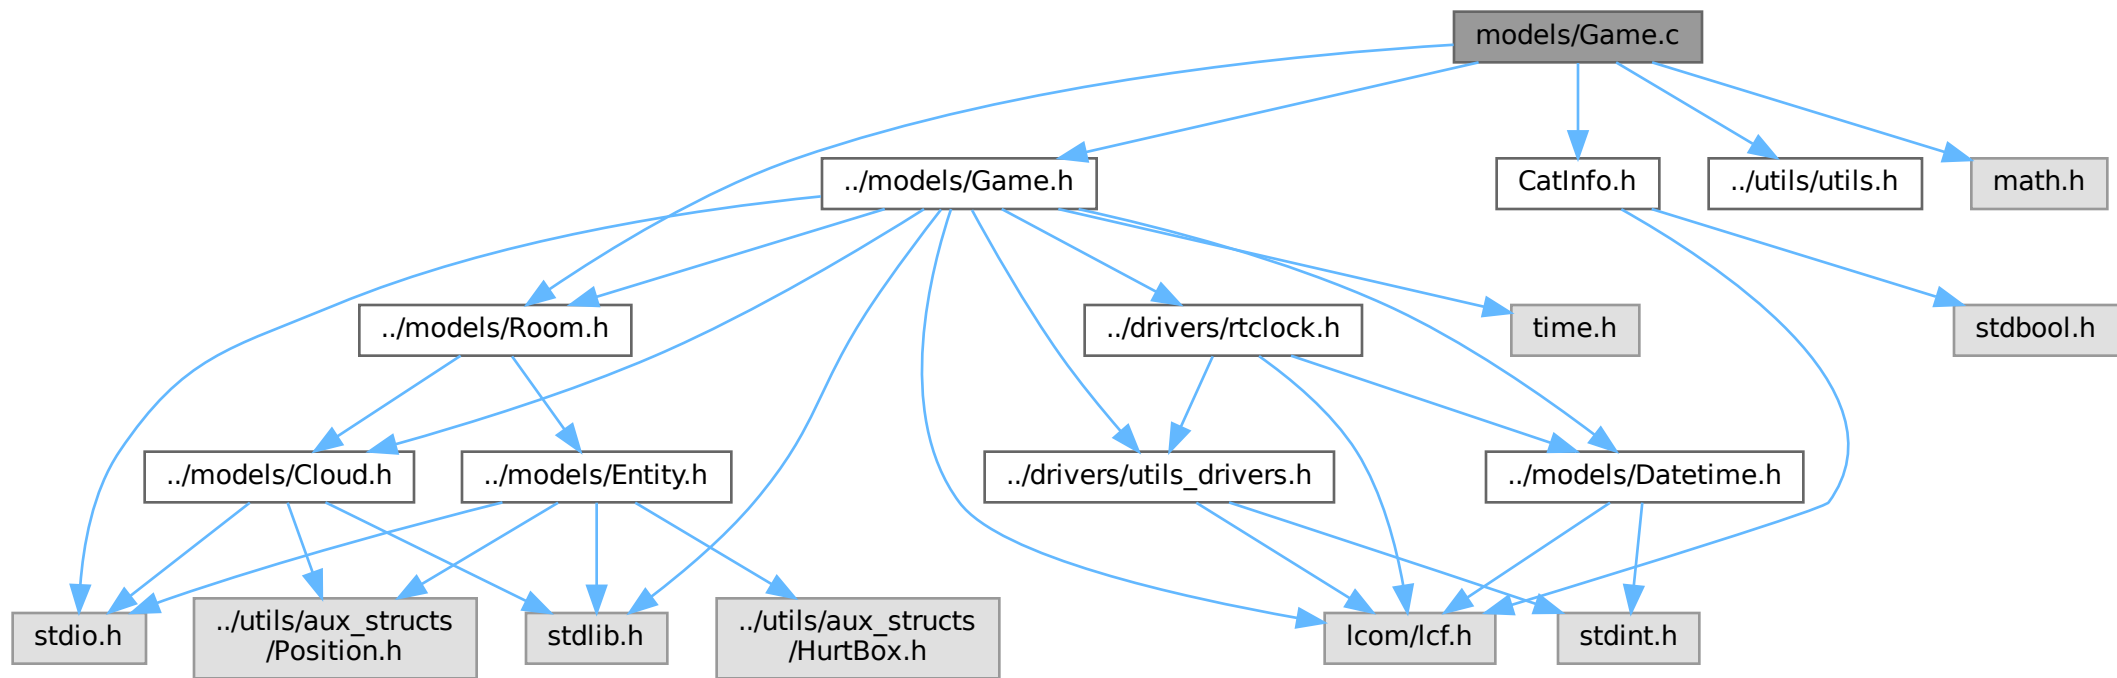 models/Game.c
../models/Game.h
CatInfo.h
../utils/utils.h
math.h
../models/Room.h
../drivers/rtclock.h
time.h
stdbool.h
../models/Cloud.h
../models/Entity.h
../drivers/utils_drivers.h
../models/Datetime.h
stdio.h
../utils/aux_structs
/Position.h
stdlib.h
../utils/aux_structs
/HurtBox.h
lcom/lcf.h
stdint.h